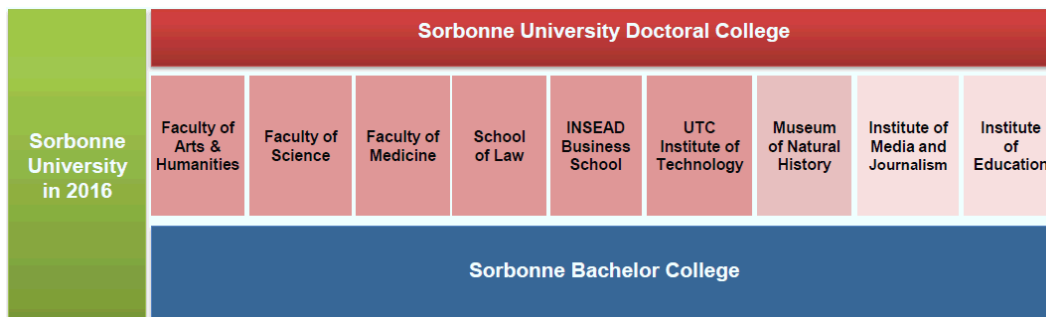 Sorbonne University Doctoral College
Sorbonne
University
in 2016
Faculty of
Arts &
Humanities
Faculty of
Science
Faculty of
Medicine
School
of Law
INSEAD
Business
School
UTC
Institute of
Technology
Museum
of Natural
History
Institute of
Media and
Journalism
Institute
of
Education
Sorbonne Bachelor College